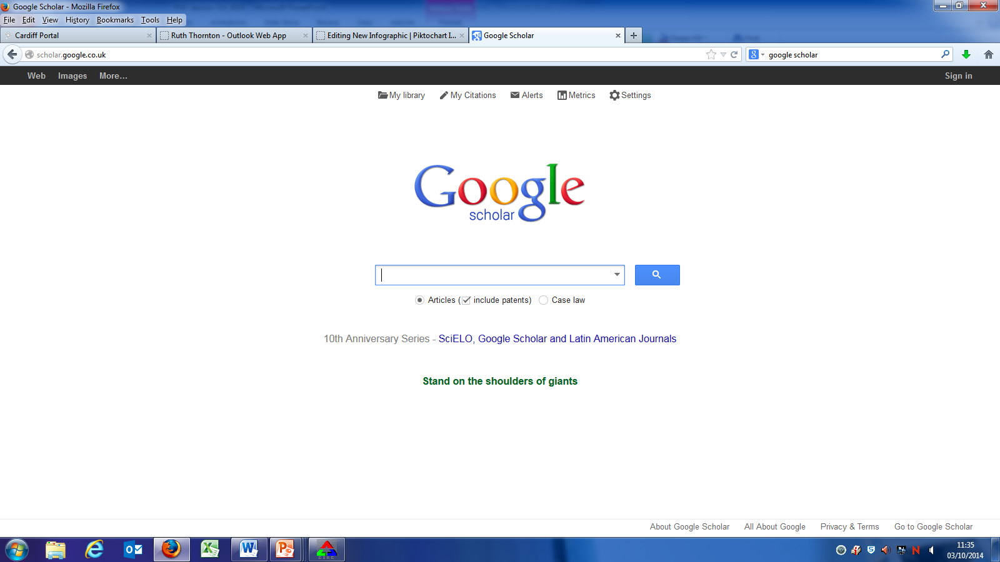 Google Scholar - Mozilla Firefox
File Edit View History Bookmarks Tools Help
Cardiff Portal
Ruth Thornton - Outlook Web App
Editing New Infographic | Piktochart I...
Google Scholar
scholar.google.co.uk
google scholar
Web Images More... Sign in
My library My Citations Alerts Metrics Settings
Google
scholar
Articles ( include patents) Case law
10th Anniversary Series - SciELO, Google Scholar and Latin American Journals
Stand on the shoulders of giants
About Google Scholar All About Google Privacy & Terms Go to Google Scholar
CIRC
11:35
03/10/2014